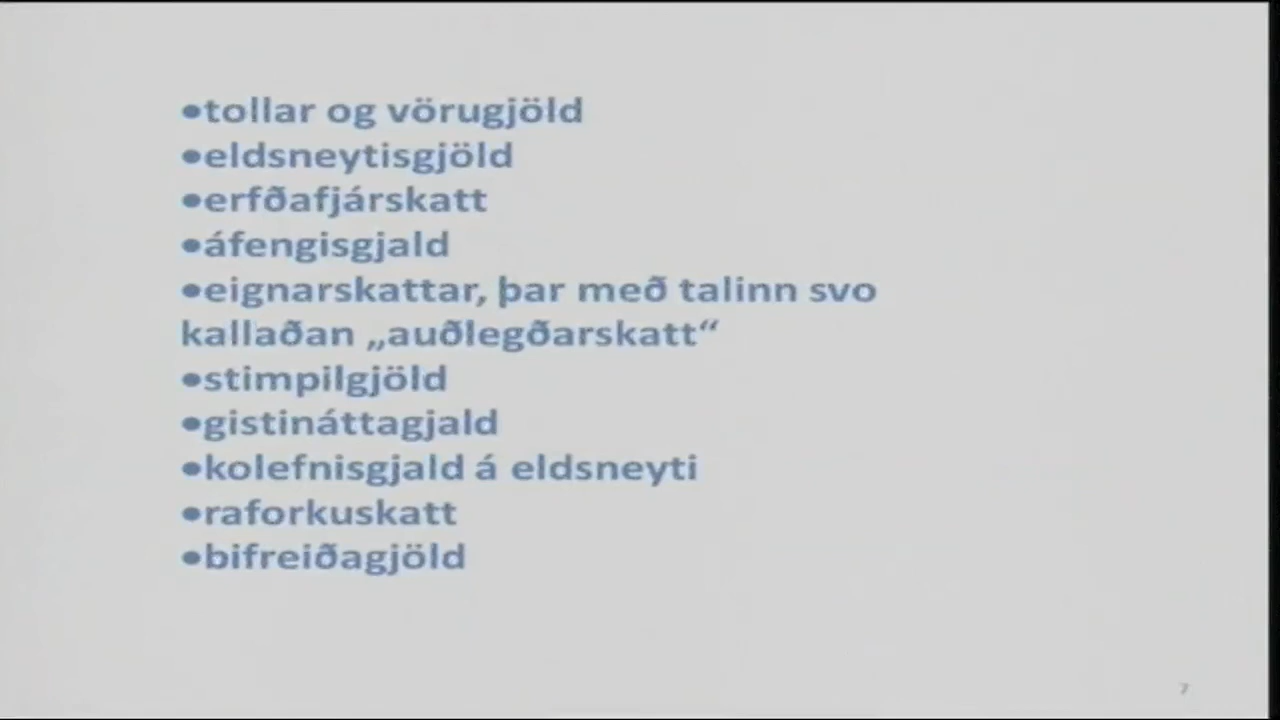 •tollar og vörugjöld
•eldsneytisgjöld
•erfðafjárskatt
•áfengisgjald
•eignarskattar, þar með talinn svo
kallaðan „auðlegðarskatt“
•stimpilgjöld
•gistináttagjald
•kolefnisgjald á eldsneyti
•raforkuskatt
•bifreiðagjöld
7